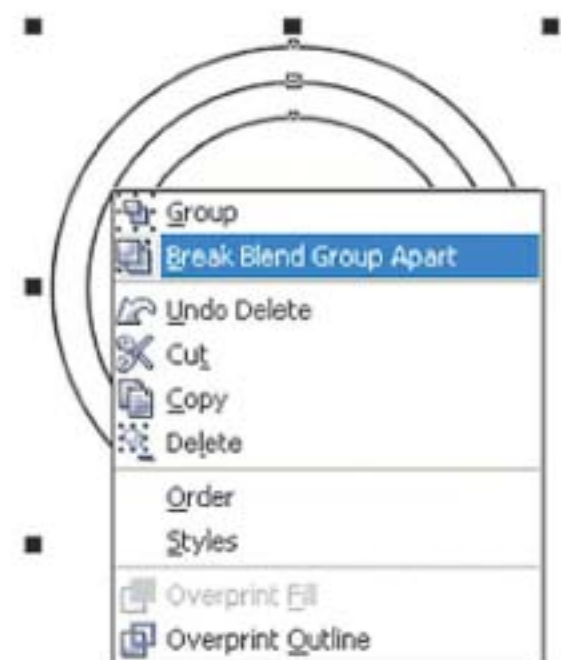 Group
Break Blend Group Apart
Undo Delete
Cut
Copy
Delete
Order
Styles
Overprint Fill
Overprint Outline